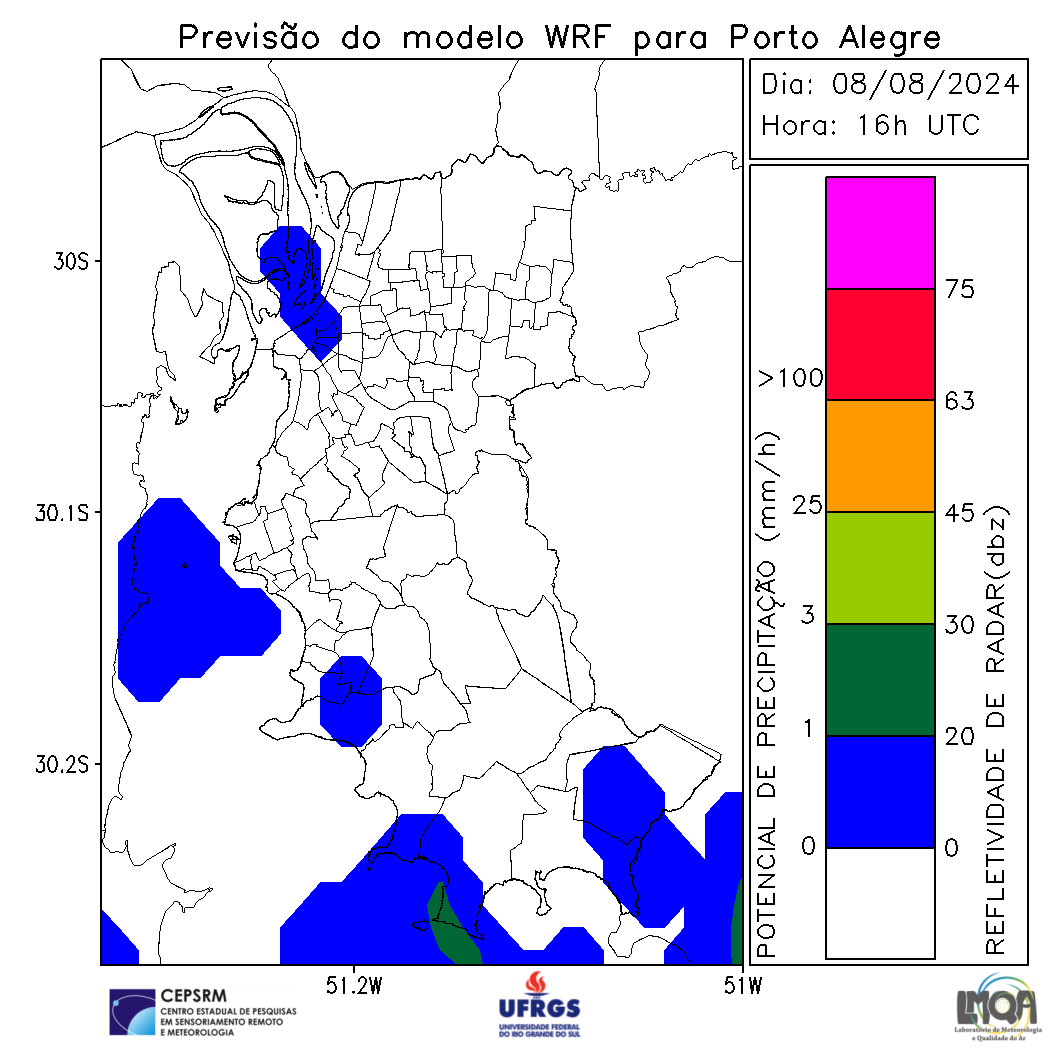 Previsão do modelo WRF para Porto Alegre
Dia: 08/08/2024
Hora: 16h UTC
30S
30.1S
30.2S
51.2W
51W
POTENCIAL DE PRECIPITAÇÃO (mm/h)
>100
25
3
1
0
75
63
45
30
20
0
REFLETIVIDADE DE RADAR(dbz)
CEPSRM
CENTRO ESTADUAL DE PESQUISAS
EM SENSORIAMENTO REMOTO
E METEOROLOGIA
UFRGS
UNIVERSIDADE FEDERAL
DO RIO GRANDE DO SUL
LMQA
Laboratório de Meteorologia
e Qualidade do Ar